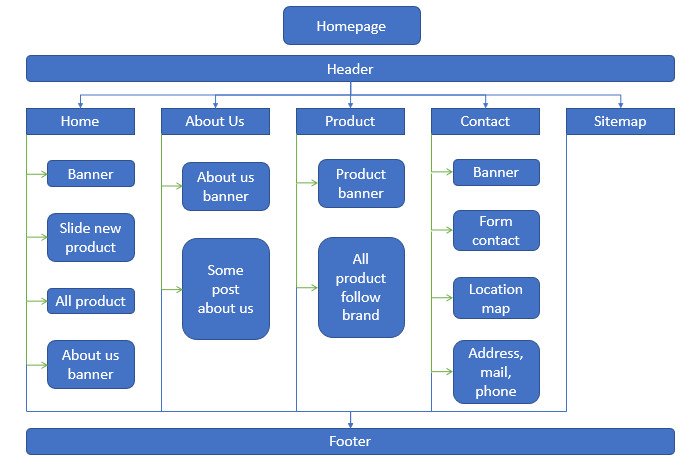 Homepage
Header
Home
About Us
Product
Contact
Sitemap
Banner
Slide new
product
All product
About us
banner
About us
banner
Some
post
about us
Product
banner
All
product
follow
brand
Banner
Form
contact
Location
map
Address,
mail,
phone
Footer